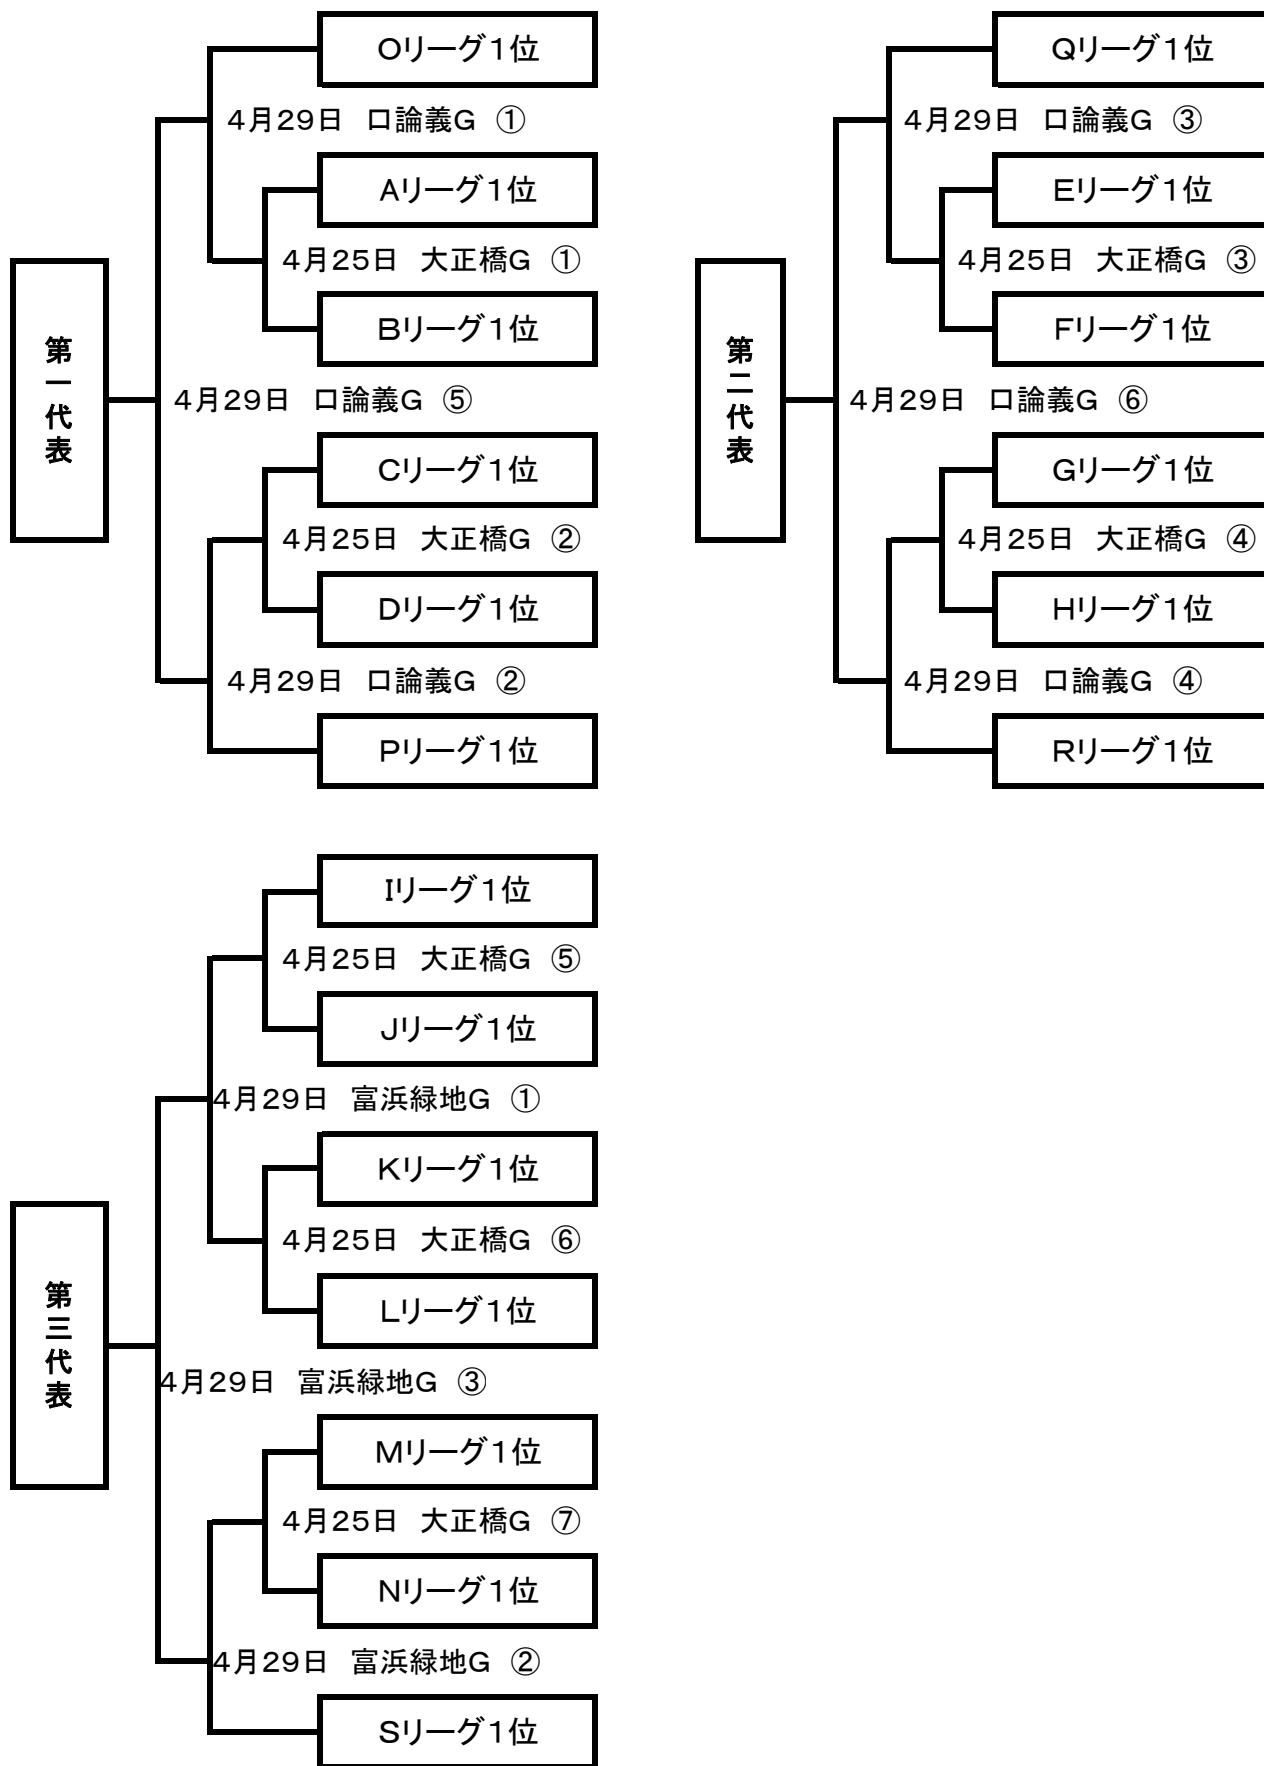 Oリーグ1位
4月29日　口論義G　①
Aリーグ1位
4月25日　大正橋G　①
Bリーグ1位
第一代表
4月29日　口論義G　⑤
Cリーグ1位
4月25日　大正橋G　②
Dリーグ1位
4月29日　口論義G　②
Pリーグ1位
Qリーグ1位
4月29日　口論義G　③
Eリーグ1位
4月25日　大正橋G　③
Fリーグ1位
第二代表
4月29日　口論義G　⑥
Gリーグ1位
4月25日　大正橋G　④
Hリーグ1位
4月29日　口論義G　④
Rリーグ1位
Iリーグ1位
4月25日　大正橋G　⑤
Jリーグ1位
4月29日　富浜緑地G　①
Kリーグ1位
4月25日　大正橋G　⑥
Lリーグ1位
第三代表
4月29日　富浜緑地G　③
Mリーグ1位
4月25日　大正橋G　⑦
Nリーグ1位
4月29日　富浜緑地G　②
Sリーグ1位